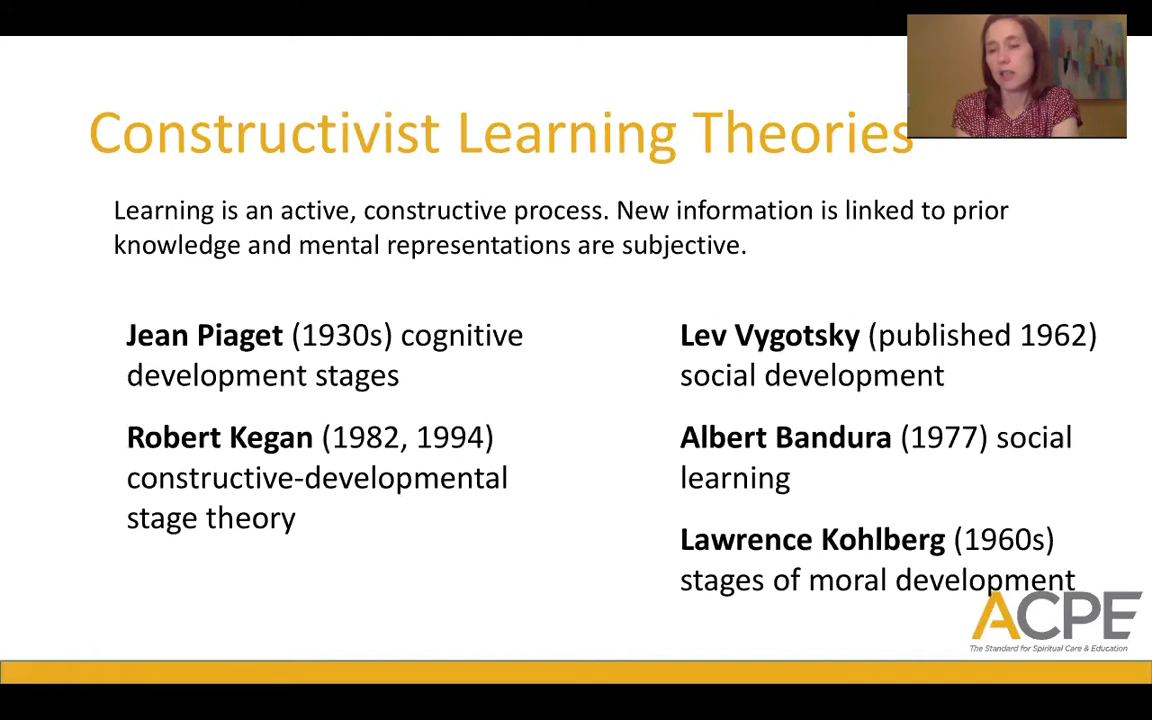 Constructivist Learning Theories
Learning is an active, constructive process. New information is linked to prior
knowledge and mental representations are subjective.
Jean Piaget (1930s) cognitive
development stages
Robert Kegan (1982, 1994)
constructive-developmental
stage theory
Lev Vygotsky (published 1962)
social development
Albert Bandura (1977) social
learning
Lawrence Kohlberg (1960s)
stages of moral development
ACPE
The Standard for Spiritual Care & Education